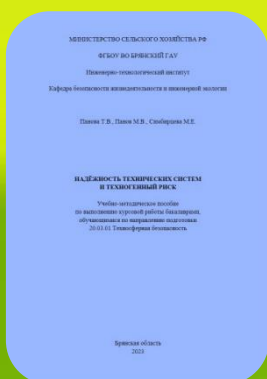 МИНИСТЕРСТВО СЕЛЬСКОГО ХОЗЯЙСТВА РФ
ФГБОУ ВО БРЯНСКИЙ ГАУ
Инженерно-технологический институт
Кафедра безопасности жизнедеятельности и инженерной экологии
Панова Т.В., Панов М.В., Симбирцева М.Е.
НАДЁЖНОСТЬ ТЕХНИЧЕСКИХ СИСТЕМ
И ТЕХНОГЕННЫЙ РИСК
Учебно-методическое пособие
по выполнению курсовой работы бакалаврами,
обучающимися по направлению подготовки
20.03.01 Техносферная безопасность
Брянская область
2021